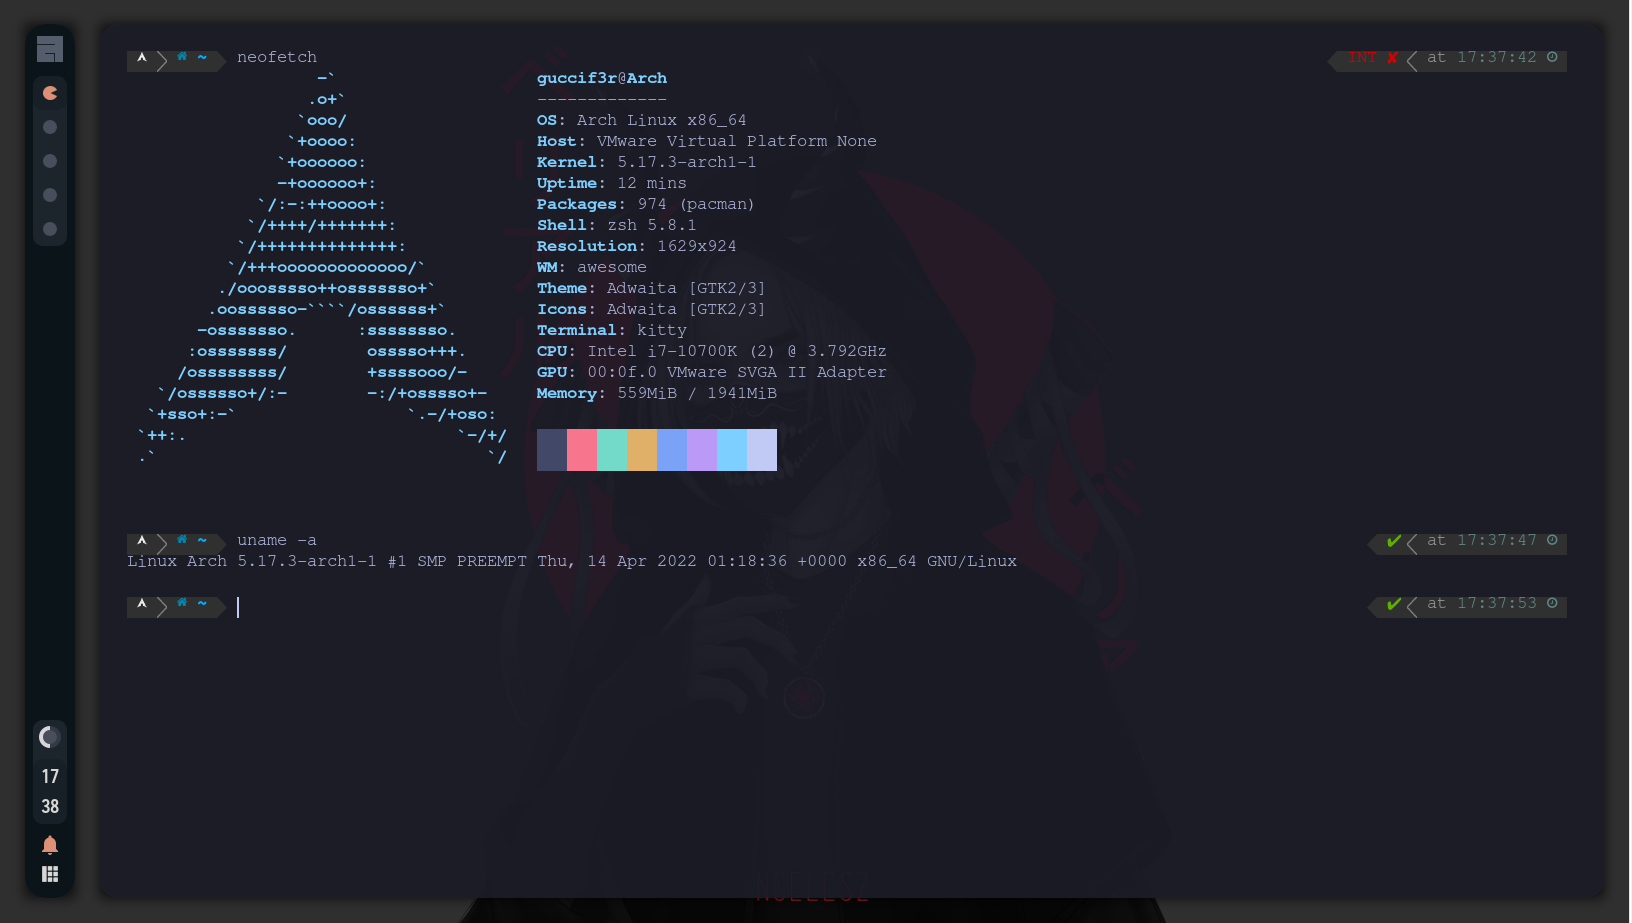 ~ neofetch INT ✘ at 17:37:42
-` guccif3r@Arch
.o+` -------------
`ooo/ OS: Arch Linux x86_64
`+oooo: Host: VMware Virtual Platform None
`+oooooo: Kernel: 5.17.3-arch1-1
-+oooooo+: Uptime: 12 mins
`/:-:++oooo+: Packages: 974 (pacman)
`/++++/+++++++: Shell: zsh 5.8.1
`/++++++++++++++: Resolution: 1629x924
`/+++ooooooooooooo/` WM: awesome
./ooosssso++osssssso+` Theme: Adwaita [GTK2/3]
.oossssso-````/ossssss+` Icons: Adwaita [GTK2/3]
-osssssso. :ssssssso. Terminal: kitty
:osssssss/ osssso+++. CPU: Intel i7-10700K (2) @ 3.792GHz
/ossssssss/ +ssssooo/- GPU: 00:0f.0 VMware SVGA II Adapter
`/ossssso+/:- -:/+osssso+- Memory: 559MiB / 1941MiB
`+sso+:-` `.-/+oso:
`++:. `-/+/
.` `/
~ uname -a ✔ at 17:37:47
Linux Arch 5.17.3-arch1-1 #1 SMP PREEMPT Thu, 14 Apr 2022 01:18:36 +0000 x86_64 GNU/Linux
~ ✔ at 17:37:53
17
38